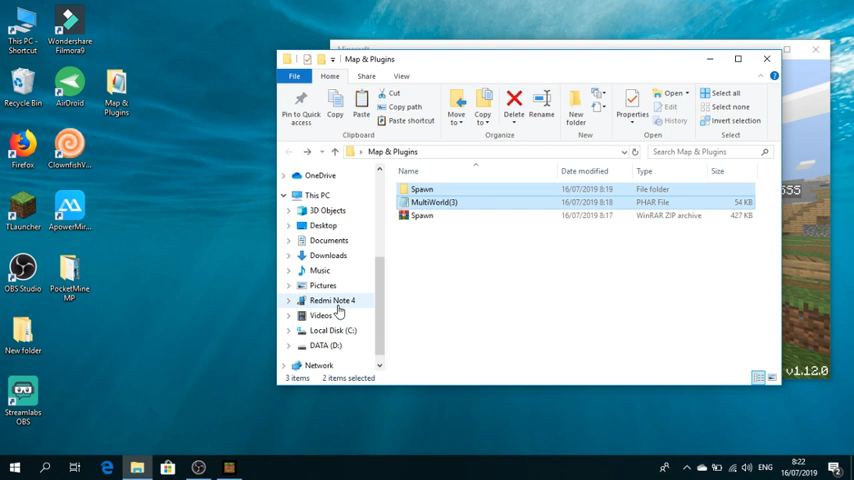 This PC -
Shortcut
Wondershare
Filmora9
Recycle Bin
AirDroid
Map &
Plugins
Firefox
ClownfishV...
TLauncher
ApowerMir...
OBS Studio
PocketMine
MP
New folder
Streamlabs
OBS
Map & Plugins
File
Home
Share
View
Pin to Quick
access
Copy
Paste
Cut
Copy path
Paste shortcut
Clipboard
Move
to
Copy
to
Delete
Rename
Organize
New
folder
New
Properties
Open
Edit
History
Open
Select all
Select none
Invert selection
Select
Map & Plugins
Search Map & Plugins
Name
Date modified
Type
Size
Spawn
16/07/2019 8:19
File folder
MultiWorld(3)
16/07/2019 8:18
PHAR File
54 KB
Spawn
16/07/2019 8:17
WinRAR ZIP archive
427 KB
OneDrive
This PC
3D Objects
Desktop
Documents
Downloads
Music
Pictures
Redmi Note 4
Videos
Local Disk (C:)
DATA (D:)
Network
3 items
2 items selected
v1.12.0
ENG
8:22
16/07/2019
2